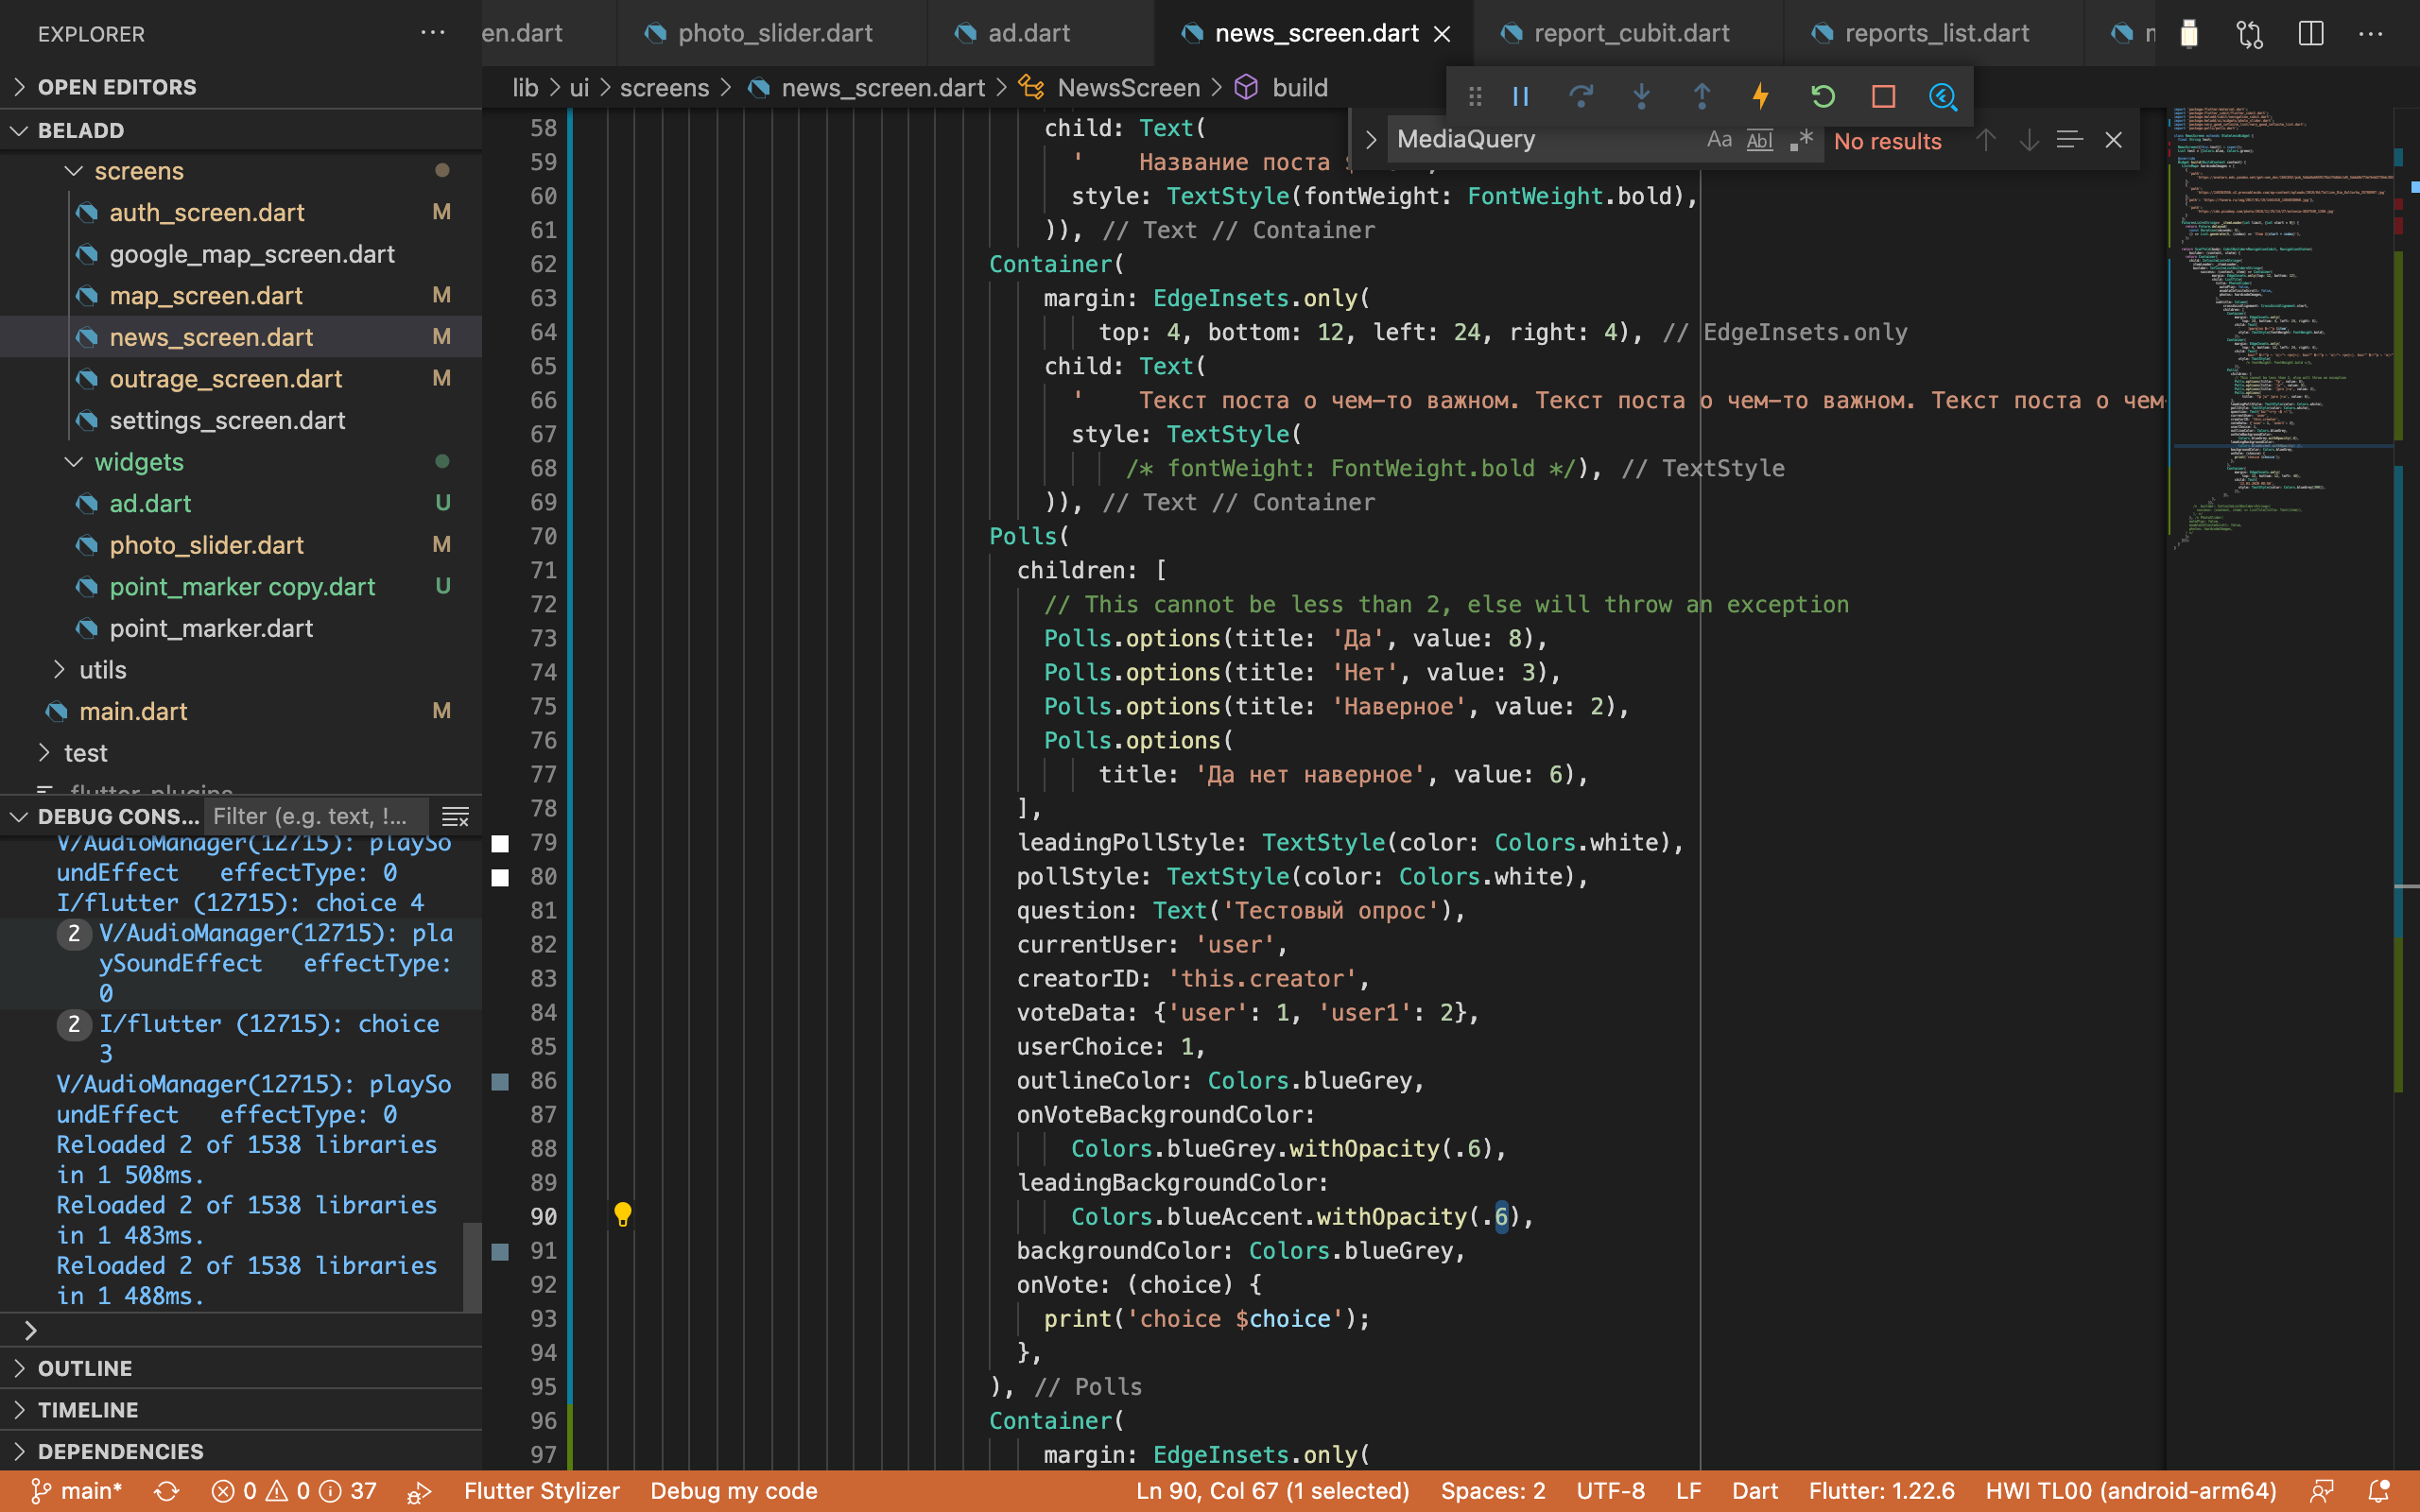 EXPLORER
OPEN EDITORS
BELADD
screens
auth_screen.dart M
google_map_screen.dart
map_screen.dart M
news_screen.dart M
outrage_screen.dart M
settings_screen.dart
widgets
ad.dart U
photo_slider.dart M
point_marker copy.dart U
point_marker.dart
utils
main.dart M
test
DEBUG CONS... Filter (e.g. text, !...
V/AudioManager(12715): playSo
undEffect effectType: 0
I/flutter (12715): choice 4
2 V/AudioManager(12715): pla
ySoundEffect effectType:
0
2 I/flutter (12715): choice
3
V/AudioManager(12715): playSo
undEffect effectType: 0
Reloaded 2 of 1538 libraries
in 1 508ms.
Reloaded 2 of 1538 libraries
in 1 483ms.
Reloaded 2 of 1538 libraries
in 1 488ms.
OUTLINE
TIMELINE
DEPENDENCIES
en.dart photo_slider.dart ad.dart news_screen.dart report_cubit.dart reports_list.dart
lib > ui > screens > news_screen.dart > NewsScreen > build
MediaQuery Aa Abl .* No results
58 child: Text(
59 ' Название поста
60 style: TextStyle(fontWeight: FontWeight.bold),
61 )), // Text // Container
62 Container(
63 margin: EdgeInsets.only(
64 top: 4, bottom: 12, left: 24, right: 4), // EdgeInsets.only
65 child: Text(
66 ' Текст поста о чем-то важном. Текст поста о чем-то важном. Текст поста о чем-
67 style: TextStyle(
68 /* fontWeight: FontWeight.bold */), // TextStyle
69 )), // Text // Container
70 Polls(
71 children: [
72 // This cannot be less than 2, else will throw an exception
73 Polls.options(title: 'Да', value: 8),
74 Polls.options(title: 'Нет', value: 3),
75 Polls.options(title: 'Наверное', value: 2),
76 Polls.options(
77 title: 'Да нет наверное', value: 6),
78 ],
79 leadingPollStyle: TextStyle(color: Colors.white),
80 pollStyle: TextStyle(color: Colors.white),
81 question: Text('Тестовый опрос'),
82 currentUser: 'user',
83 creatorID: 'this.creator',
84 voteData: {'user': 1, 'user1': 2},
85 userChoice: 1,
86 outlineColor: Colors.blueGrey,
87 onVoteBackgroundColor:
88 Colors.blueGrey.withOpacity(.6),
89 leadingBackgroundColor:
90 Colors.blueAccent.withOpacity(.6),
91 backgroundColor: Colors.blueGrey,
92 onVote: (choice) {
93 print('choice $choice');
94 },
95 ), // Polls
96 Container(
97 margin: EdgeInsets.only(
main* 0 0 37 Flutter Stylizer Debug my code Ln 90, Col 67 (1 selected) Spaces: 2 UTF-8 LF Dart Flutter: 1.22.6 HWI TL00 (android-arm64)